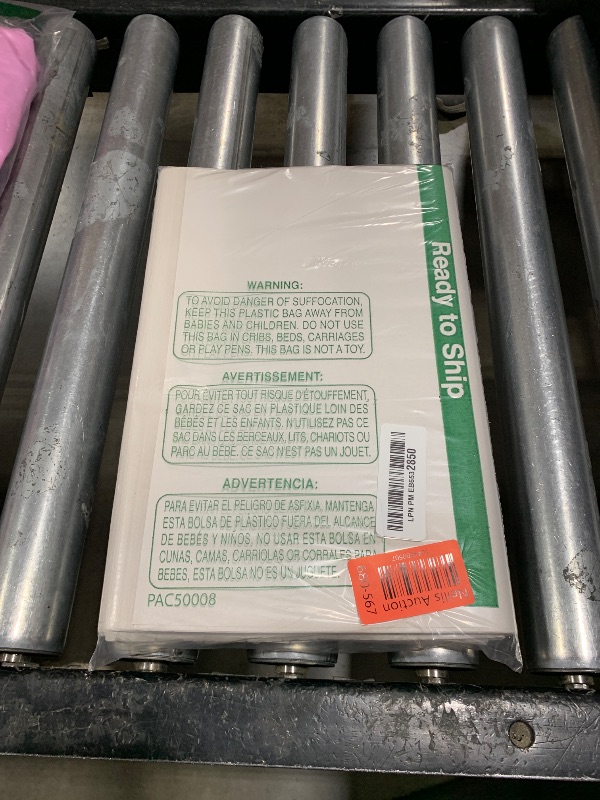 Ready to Ship
WARNING:
TO AVOID DANGER OF SUFFOCATION,
KEEP THIS PLASTIC BAG AWAY FROM
BABIES AND CHILDREN. DO NOT USE
THIS BAG IN CRIBS, BEDS, CARRIAGES
OR PLAY PENS. THIS BAG IS NOT A TOY.
AVERTISSEMENT:
POUR ÉVITER TOUT RISQUE D'ÉTOUFFEMENT,
GARDEZ CE SAC EN PLASTIQUE LOIN DES
BÉBÉS ET LES ENFANTS. N'UTILISEZ PAS CE
SAC DANS LES BERCEAUX, LITS, CHARIOTS OU
PARC AU BÉBÉ. CE SAC N'EST PAS UN JOUET.
ADVERTENCIA:
PARA EVITAR EL PELIGRO DE ASFIXIA, MANTENGA
ESTA BOLSA DE PLÁSTICO FUERA DEL ALCANCE
DE BEBÉS Y NIÑOS, NO USAR ESTA BOLSA EN
CUNAS, CAMAS, CARRIOLAS OR CORRALES PARA
BEBES, ESTA BOLSA NO ES UN JUGUETE.
PAC50008
LPN PM EB653 2850
Nellis Auction